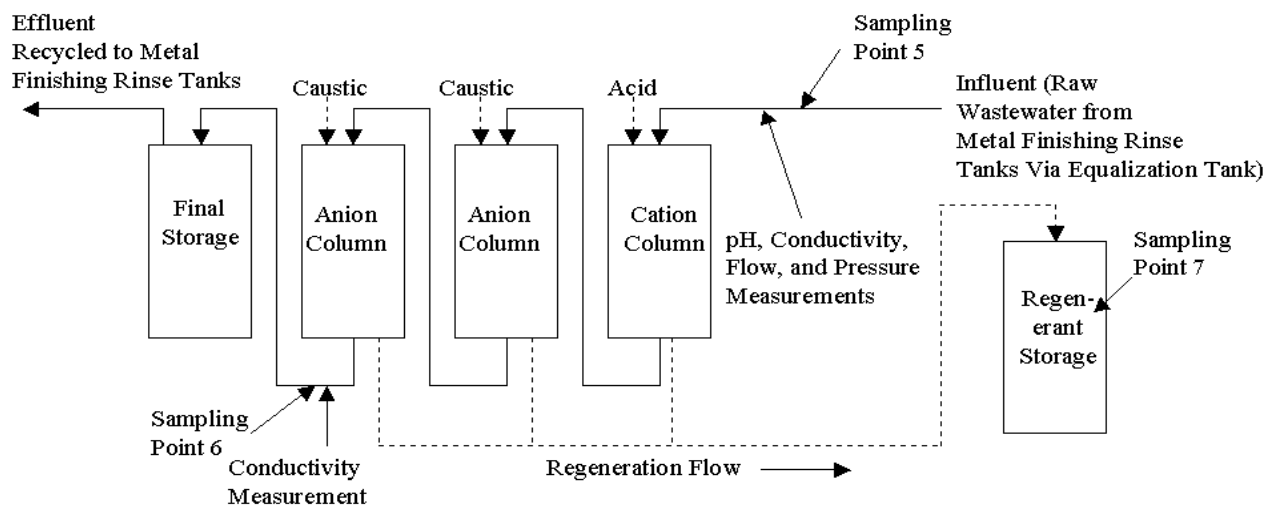 Effluent
Recycled to Metal
Finishing Rinse Tanks
Caustic
Caustic
Acid
Sampling
Point 5
Influent (Raw
Wastewater from
Metal Finishing Rinse
Tanks Via Equalization Tank)
Final
Storage
Anion
Column
Anion
Column
Cation
Column
pH, Conductivity,
Flow, and Pressure
Measurements
Sampling
Point 7
Regen-
erant
Storage
Sampling
Point 6
Conductivity
Measurement
Regeneration Flow